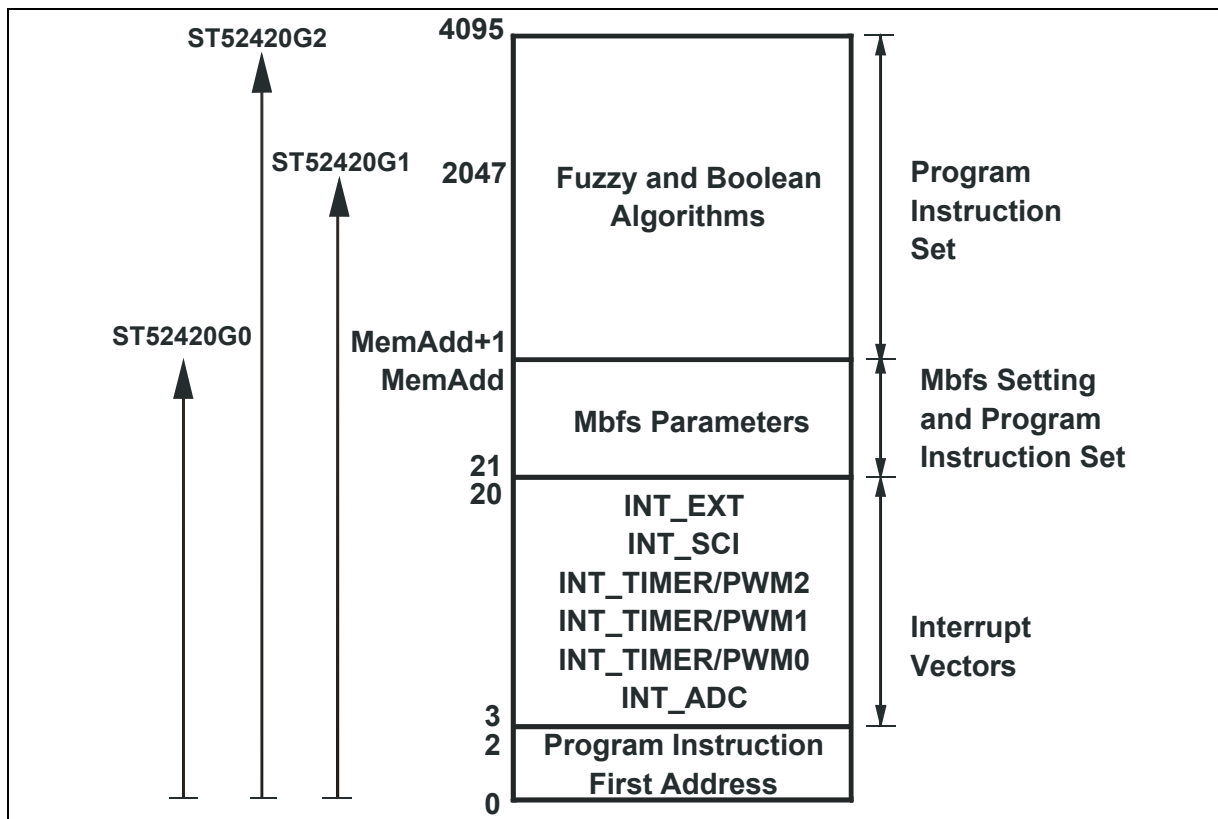 ST52420G2
ST52420G1
ST52420G0
4095
2047
MemAdd+1
MemAdd
21
20
3
2
0
Fuzzy and Boolean
Algorithms
Mbfs Parameters
INT_EXT
INT_SCI
INT_TIMER/PWM2
INT_TIMER/PWM1
INT_TIMER/PWM0
INT_ADC
Program Instruction
First Address
Program
Instruction
Set
Mbfs Setting
and Program
Instruction Set
Interrupt
Vectors